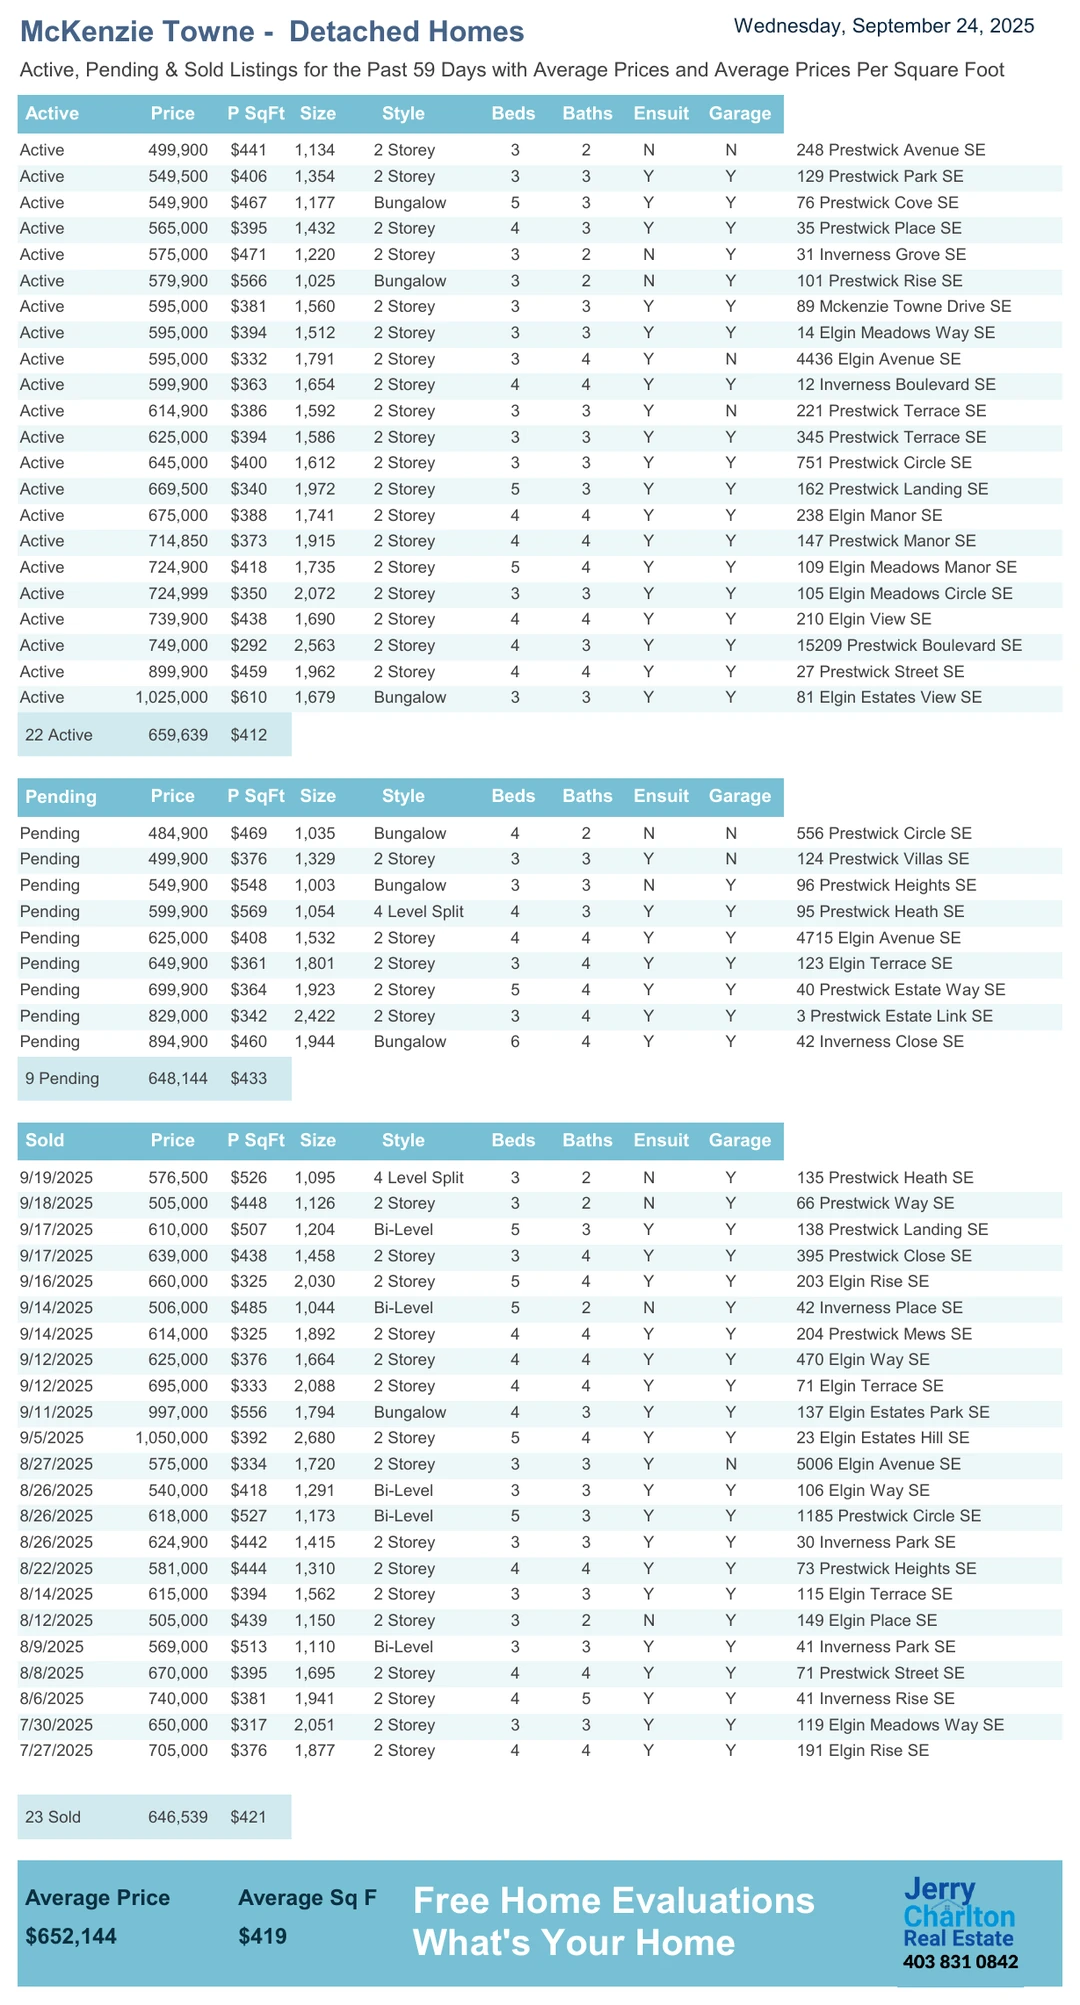 McKenzie Towne - Detached Homes
Wednesday, September 24, 2025
Active, Pending & Sold Listings for the Past 59 Days with Average Prices and Average Prices Per Square Foot
Active Price P SqFt Size Style Beds Baths Ensuit Garage
Active 499,900 $441 1,134 2 Storey 3 2 N N 248 Prestwick Avenue SE
Active 549,500 $406 1,354 2 Storey 3 3 Y Y 129 Prestwick Park SE
Active 549,900 $467 1,177 Bungalow 5 3 Y Y 76 Prestwick Cove SE
Active 565,000 $395 1,432 2 Storey 4 3 Y Y 35 Prestwick Place SE
Active 575,000 $471 1,220 2 Storey 3 2 N Y 31 Inverness Grove SE
Active 579,900 $566 1,025 Bungalow 3 2 N Y 101 Prestwick Rise SE
Active 595,000 $381 1,560 2 Storey 3 3 Y Y 89 Mckenzie Towne Drive SE
Active 595,000 $394 1,512 2 Storey 3 3 Y Y 14 Elgin Meadows Way SE
Active 595,000 $332 1,791 2 Storey 3 4 Y N 4436 Elgin Avenue SE
Active 599,900 $363 1,654 2 Storey 4 4 Y Y 12 Inverness Boulevard SE
Active 614,900 $386 1,592 2 Storey 3 3 Y N 221 Prestwick Terrace SE
Active 625,000 $394 1,586 2 Storey 3 3 Y Y 345 Prestwick Terrace SE
Active 645,000 $400 1,612 2 Storey 3 3 Y Y 751 Prestwick Circle SE
Active 669,500 $340 1,972 2 Storey 5 3 Y Y 162 Prestwick Landing SE
Active 675,000 $388 1,741 2 Storey 4 4 Y Y 238 Elgin Manor SE
Active 714,850 $373 1,915 2 Storey 4 4 Y Y 147 Prestwick Manor SE
Active 724,900 $418 1,735 2 Storey 5 4 Y Y 109 Elgin Meadows Manor SE
Active 724,999 $350 2,072 2 Storey 3 3 Y Y 105 Elgin Meadows Circle SE
Active 739,900 $438 1,690 2 Storey 4 4 Y Y 210 Elgin View SE
Active 749,000 $292 2,563 2 Storey 4 3 Y Y 15209 Prestwick Boulevard SE
Active 899,900 $459 1,962 2 Storey 4 4 Y Y 27 Prestwick Street SE
Active 1,025,000 $610 1,679 Bungalow 3 3 Y Y 81 Elgin Estates View SE
22 Active 659,639 $412
Pending Price P SqFt Size Style Beds Baths Ensuit Garage
Pending 484,900 $469 1,035 Bungalow 4 2 N N 556 Prestwick Circle SE
Pending 499,900 $376 1,329 2 Storey 3 3 Y N 124 Prestwick Villas SE
Pending 549,900 $548 1,003 Bungalow 3 3 N Y 96 Prestwick Heights SE
Pending 599,900 $569 1,054 4 Level Split 4 3 Y Y 95 Prestwick Heath SE
Pending 625,000 $408 1,532 2 Storey 4 4 Y Y 4715 Elgin Avenue SE
Pending 649,900 $361 1,801 2 Storey 3 4 Y Y 123 Elgin Terrace SE
Pending 699,900 $364 1,923 2 Storey 5 4 Y Y 40 Prestwick Estate Way SE
Pending 829,000 $342 2,422 2 Storey 3 4 Y Y 3 Prestwick Estate Link SE
Pending 894,900 $460 1,944 Bungalow 6 4 Y Y 42 Inverness Close SE
9 Pending 648,144 $433
Sold Price P SqFt Size Style Beds Baths Ensuit Garage
9/19/2025 576,500 $526 1,095 4 Level Split 3 2 N Y 135 Prestwick Heath SE
9/18/2025 505,000 $448 1,126 2 Storey 3 2 N Y 66 Prestwick Way SE
9/17/2025 610,000 $507 1,204 Bi-Level 5 3 Y Y 138 Prestwick Landing SE
9/17/2025 639,000 $438 1,458 2 Storey 3 4 Y Y 395 Prestwick Close SE
9/16/2025 660,000 $325 2,030 2 Storey 5 4 Y Y 203 Elgin Rise SE
9/14/2025 506,000 $485 1,044 Bi-Level 5 2 N Y 42 Inverness Place SE
9/14/2025 614,000 $325 1,892 2 Storey 4 4 Y Y 204 Prestwick Mews SE
9/12/2025 625,000 $376 1,664 2 Storey 4 4 Y Y 470 Elgin Way SE
9/12/2025 695,000 $333 2,088 2 Storey 4 4 Y Y 71 Elgin Terrace SE
9/11/2025 997,000 $556 1,794 Bungalow 4 3 Y Y 137 Elgin Estates Park SE
9/5/2025 1,050,000 $392 2,680 2 Storey 5 4 Y Y 23 Elgin Estates Hill SE
8/27/2025 575,000 $334 1,720 2 Storey 3 3 Y N 5006 Elgin Avenue SE
8/26/2025 540,000 $418 1,291 Bi-Level 3 3 Y Y 106 Elgin Way SE
8/26/2025 618,000 $527 1,173 Bi-Level 5 3 Y Y 1185 Prestwick Circle SE
8/26/2025 624,900 $442 1,415 2 Storey 3 3 Y Y 30 Inverness Park SE
8/22/2025 581,000 $444 1,310 2 Storey 4 4 Y Y 73 Prestwick Heights SE
8/14/2025 615,000 $394 1,562 2 Storey 3 3 Y Y 115 Elgin Terrace SE
8/12/2025 505,000 $439 1,150 2 Storey 3 2 N Y 149 Elgin Place SE
8/9/2025 569,000 $513 1,110 Bi-Level 3 3 Y Y 41 Inverness Park SE
8/8/2025 670,000 $395 1,695 2 Storey 4 4 Y Y 71 Prestwick Street SE
8/6/2025 740,000 $381 1,941 2 Storey 4 5 Y Y 41 Inverness Rise SE
7/30/2025 650,000 $317 2,051 2 Storey 3 3 Y Y 119 Elgin Meadows Way SE
7/27/2025 705,000 $376 1,877 2 Storey 4 4 Y Y 191 Elgin Rise SE
23 Sold 646,539 $421
Average Price Average Sq F
$652,144 $419
Free Home Evaluations
What's Your Home
Jerry
Charlton
Real Estate
403 831 0842